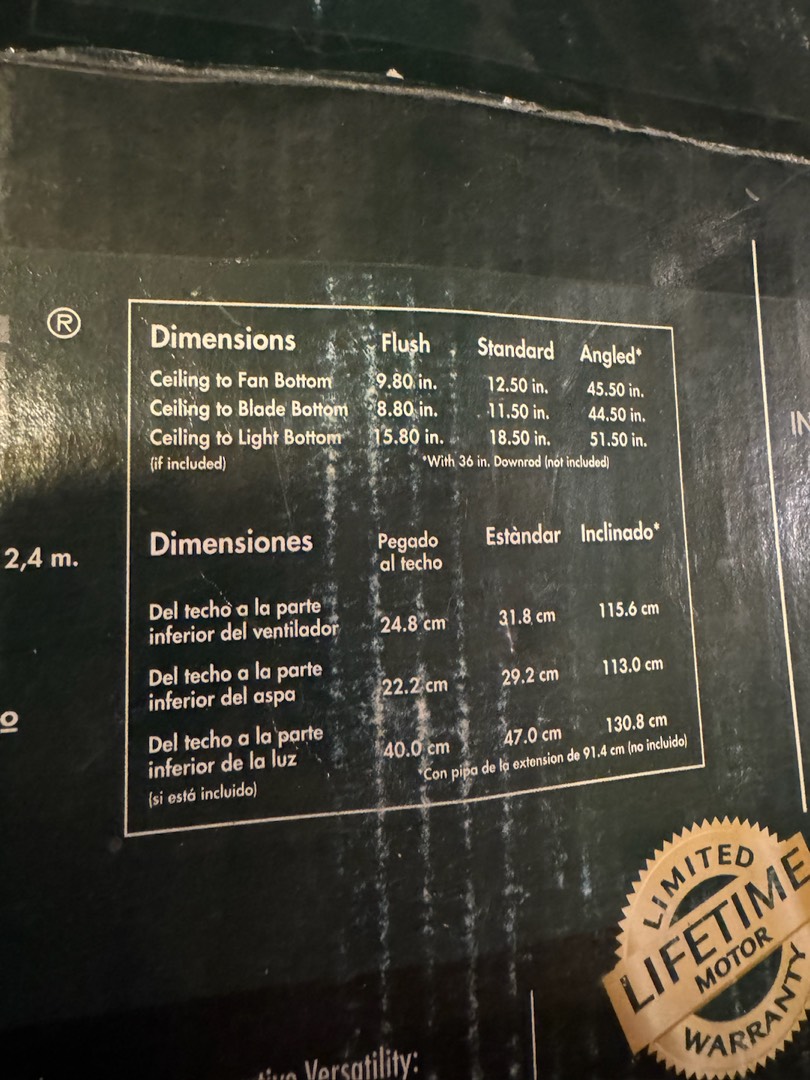 ®
Dimensions Flush Standard Angled*
Ceiling to Fan Bottom 9.80 in. 12.50 in. 45.50 in.
Ceiling to Blade Bottom 8.80 in. 11.50 in. 44.50 in.
Ceiling to Light Bottom 15.80 in. 18.50 in. 51.50 in.
(if included) *With 36 in. Downrod (not included)
Dimensiones Pegado al techo Estàndar Inclinado*
2,4 m.
Del techo a la parte
inferior del ventilador 24.8 cm 31.8 cm 115.6 cm
Del techo a la parte
inferior del aspa 22.2 cm 29.2 cm 113.0 cm
Del techo a la parte
inferior de la luz 40.0 cm 47.0 cm 130.8 cm
(si está incluido) *Con pipa de la extension de 91.4 cm (no incluido)
LIMITED
LIFETIME
MOTOR
WARRANTY
Versatility: